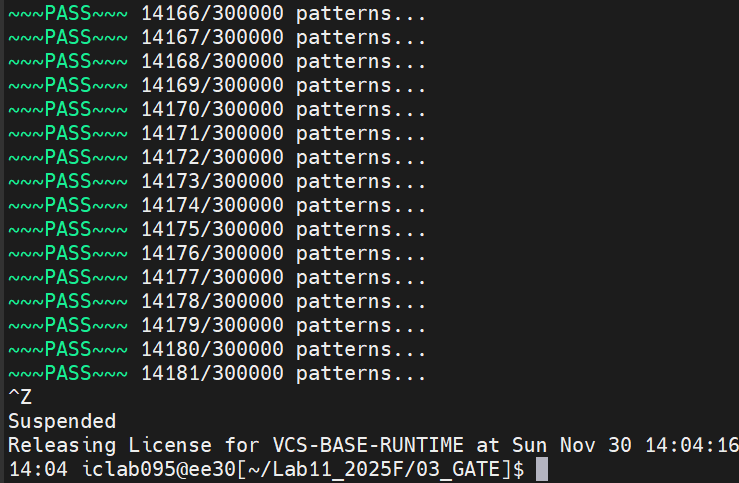 ~~~PASS~~~ 14166/300000 patterns...
~~~PASS~~~ 14167/300000 patterns...
~~~PASS~~~ 14168/300000 patterns...
~~~PASS~~~ 14169/300000 patterns...
~~~PASS~~~ 14170/300000 patterns...
~~~PASS~~~ 14171/300000 patterns...
~~~PASS~~~ 14172/300000 patterns...
~~~PASS~~~ 14173/300000 patterns...
~~~PASS~~~ 14174/300000 patterns...
~~~PASS~~~ 14175/300000 patterns...
~~~PASS~~~ 14176/300000 patterns...
~~~PASS~~~ 14177/300000 patterns...
~~~PASS~~~ 14178/300000 patterns...
~~~PASS~~~ 14179/300000 patterns...
~~~PASS~~~ 14180/300000 patterns...
~~~PASS~~~ 14181/300000 patterns...
^Z
Suspended
Releasing License for VCS-BASE-RUNTIME at Sun Nov 30 14:04:16
14:04 iclab095@ee30[~/Lab11_2025F/03_GATE]$